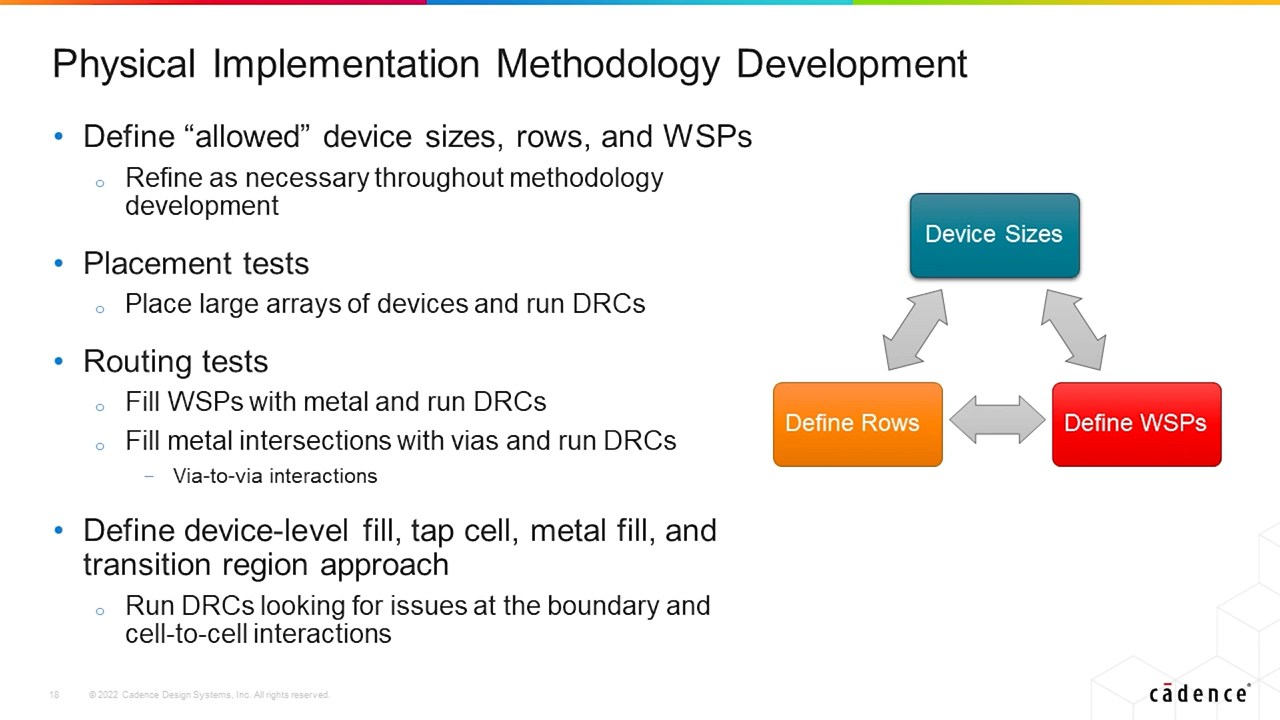 Physical Implementation Methodology Development
• Define “allowed” device sizes, rows, and WSPs
o Refine as necessary throughout methodology
development
• Placement tests
o Place large arrays of devices and run DRCs
• Routing tests
o Fill WSPs with metal and run DRCs
o Fill metal intersections with vias and run DRCs
– Via-to-via interactions
• Define device-level fill, tap cell, metal fill, and
transition region approach
o Run DRCs looking for issues at the boundary and
cell-to-cell interactions
Device Sizes
Define Rows
Define WSPs
18 © 2022 Cadence Design Systems, Inc. All rights reserved.
cādence®